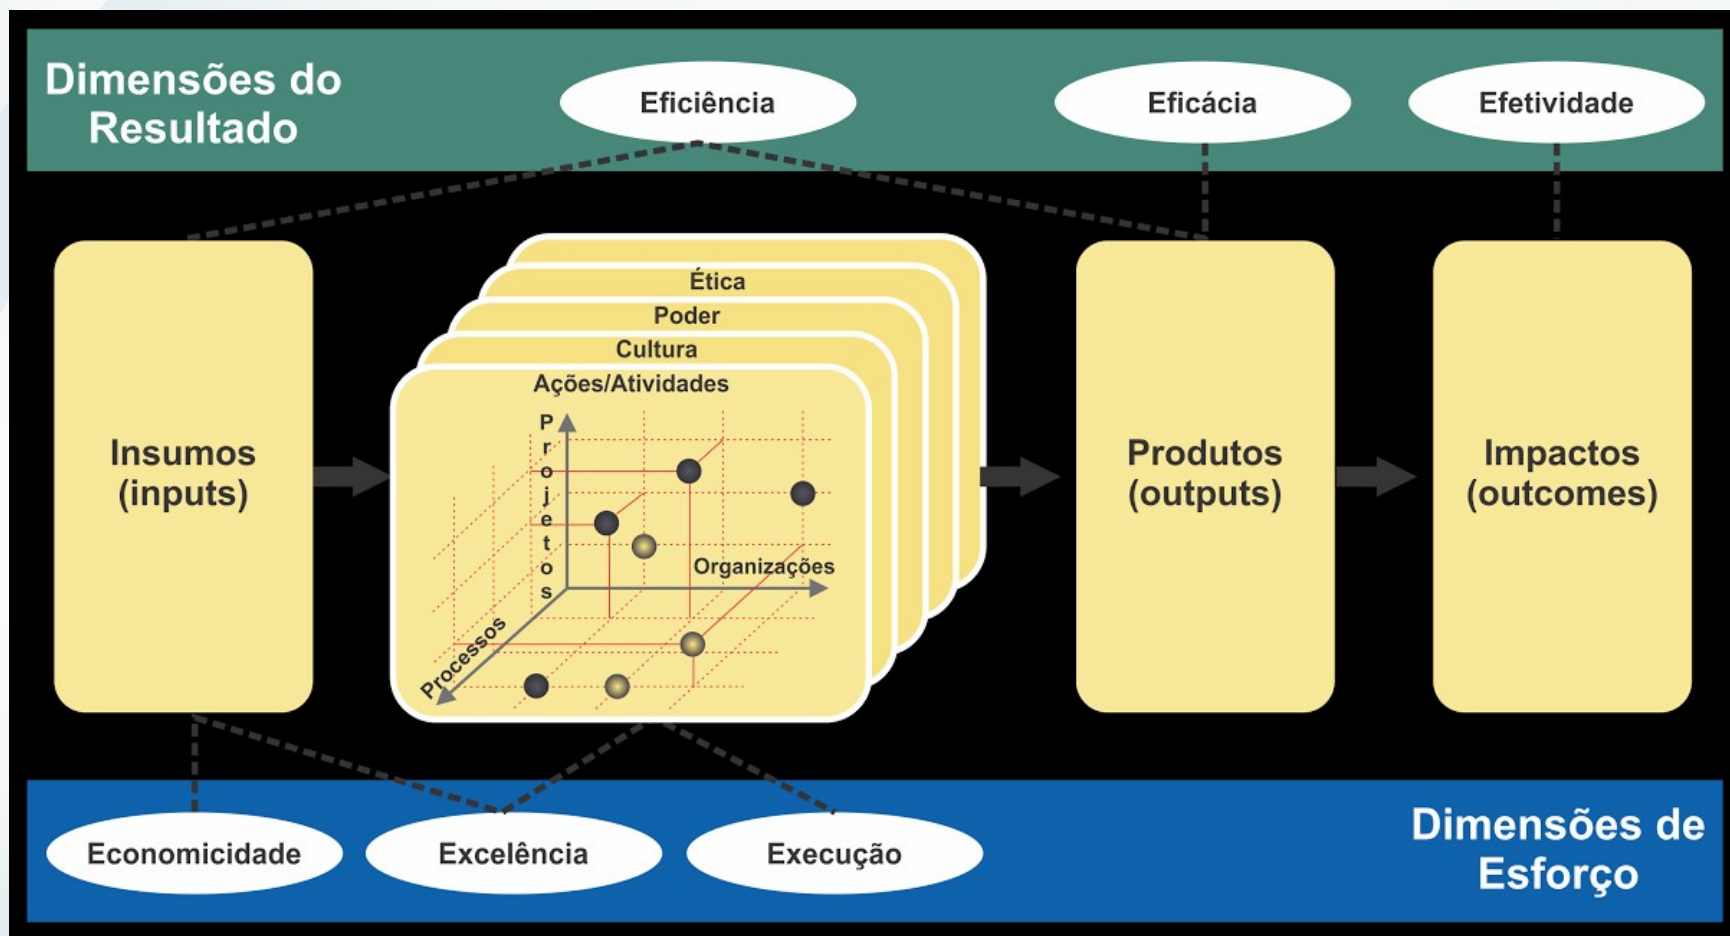 Dimensões do
Resultado
Eficiência
Eficácia
Efetividade
Insumos
(inputs)
Ética
Poder
Cultura
Ações/Atividades
Projetos
Organizações
Processos
Produtos
(outputs)
Impactos
(outcomes)
Economicidade
Excelência
Execução
Dimensões de
Esforço